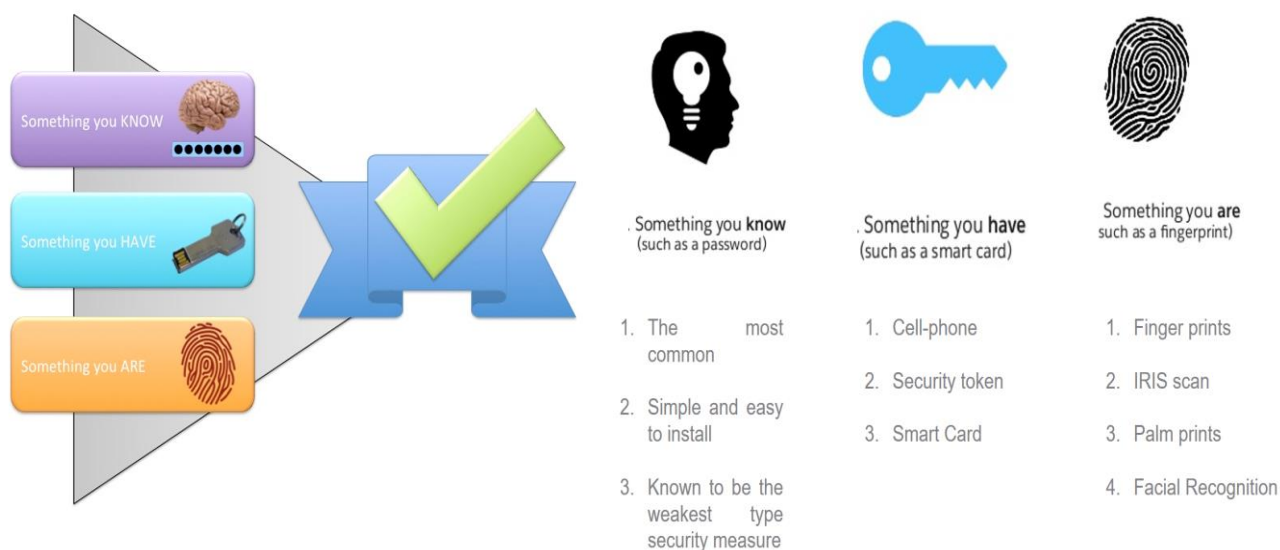 Something you KNOW
Something you HAVE
Something you ARE
. Something you know
(such as a password)
1. The most
common
2. Simple and easy
to install
3. Known to be the
weakest type
security measure
. Something you have
(such as a smart card)
1. Cell-phone
2. Security token
3. Smart Card
Something you are
such as a fingerprint)
1. Finger prints
2. IRIS scan
3. Palm prints
4. Facial Recognition